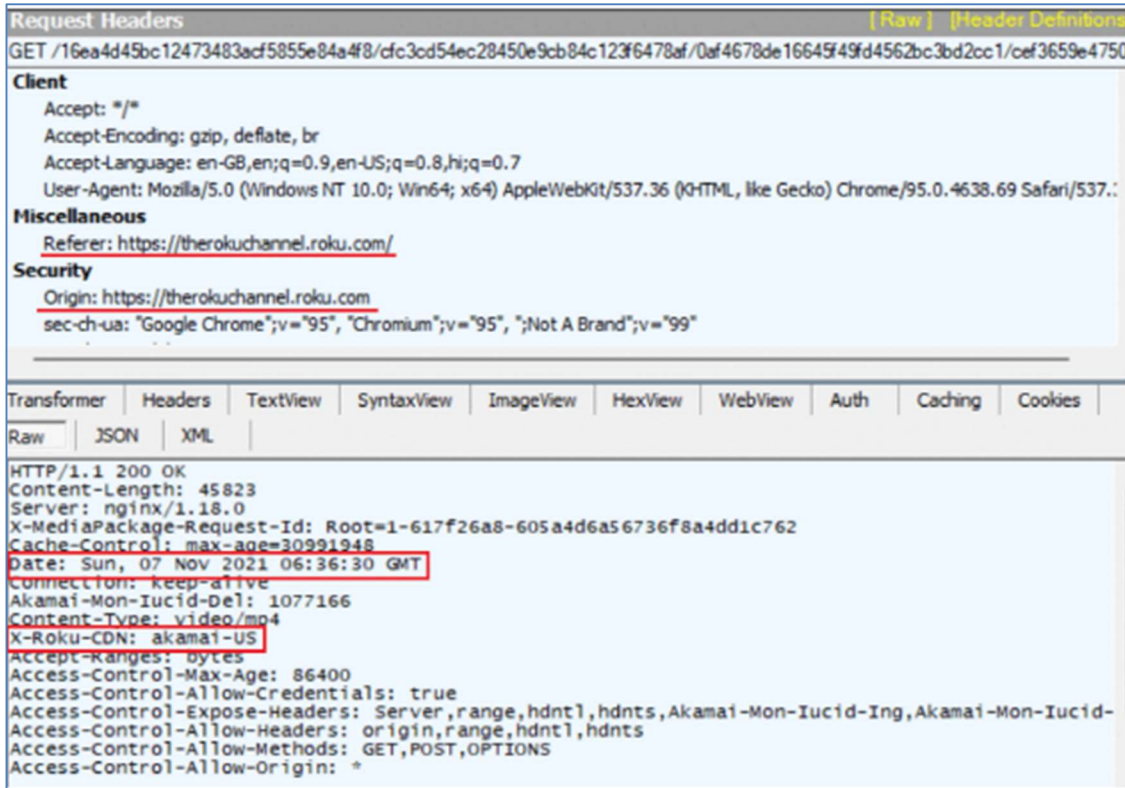 Request Headers [ Raw ] [Header Definitions
GET /16ea4d45bc12473483acf5855e84a4f8/cfc3cd54ec28450e9cb84c123f6478af/0af4678de16645f49fd4562bc3bd2cc1/cef3659e4750
Client
Accept: */*
Accept-Encoding: gzip, deflate, br
Accept-Language: en-GB,en;q=0.9,en-US;q=0.8,hi;q=0.7
User-Agent: Mozilla/5.0 (Windows NT 10.0; Win64; x64) AppleWebKit/537.36 (KHTML, like Gecko) Chrome/95.0.4638.69 Safari/537.
Miscellaneous
Referer: https://therokuchannel.roku.com/
Security
Origin: https://therokuchannel.roku.com
sec-ch-ua: "Google Chrome";v="95", "Chromium";v="95", ";Not A Brand";v="99"
Transformer Headers TextView SyntaxView ImageView HexView WebView Auth Caching Cookies
Raw JSON XML
HTTP/1.1 200 OK
Content-Length: 45823
Server: nginx/1.18.0
X-MediaPackage-Request-Id: Root=1-617f26a8-605a4d6a56736f8a4dd1c762
Cache-Control: max-age=30991948
Date: Sun, 07 Nov 2021 06:36:30 GMT
Connection: keep-alive
Akamai-Mon-Iucid-Del: 1077166
Content-Type: video/mp4
X-Roku-CDN: akamai-US
Accept-Ranges: bytes
Access-Control-Max-Age: 86400
Access-Control-Allow-Credentials: true
Access-Control-Expose-Headers: Server,range,hdntl,hdnts,Akamai-Mon-Iucid-Ing,Akamai-Mon-Iucid-
Access-Control-Allow-Headers: origin,range,hdntl,hdnts
Access-Control-Allow-Methods: GET,POST,OPTIONS
Access-Control-Allow-Origin: *